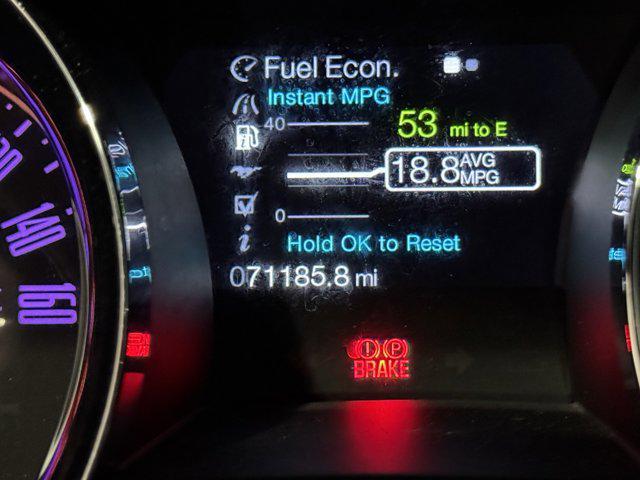 Fuel Econ.
Instant MPG
40
53 mi to E
18.8 AVG MPG
0
Hold OK to Reset
071185.8 mi
( ! ) (P)
BRAKE
140
160